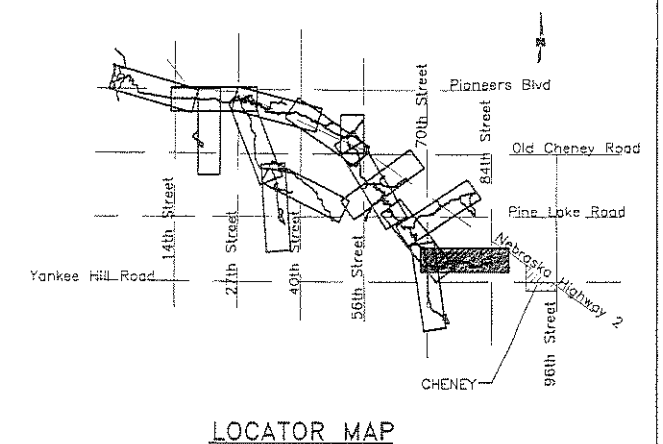 Pioneers Blvd
70th Street
84th Street
Old Cheney Road
Pine Lake Road
Nebraska Highway 2
14th Street
27th Street
40th Street
56th Street
Yankee Hill Road
96th Street
CHENEY
LOCATOR MAP